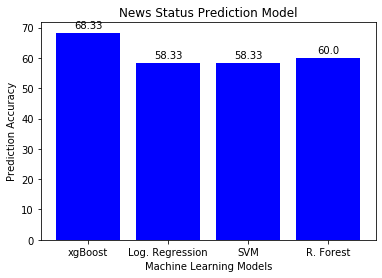 News Status Prediction Model
68.33
58.33
58.33
60.0
70
60
50
40
30
20
10
0
Prediction Accuracy
xgBoost
Log. Regression
SVM
R. Forest
Machine Learning Models